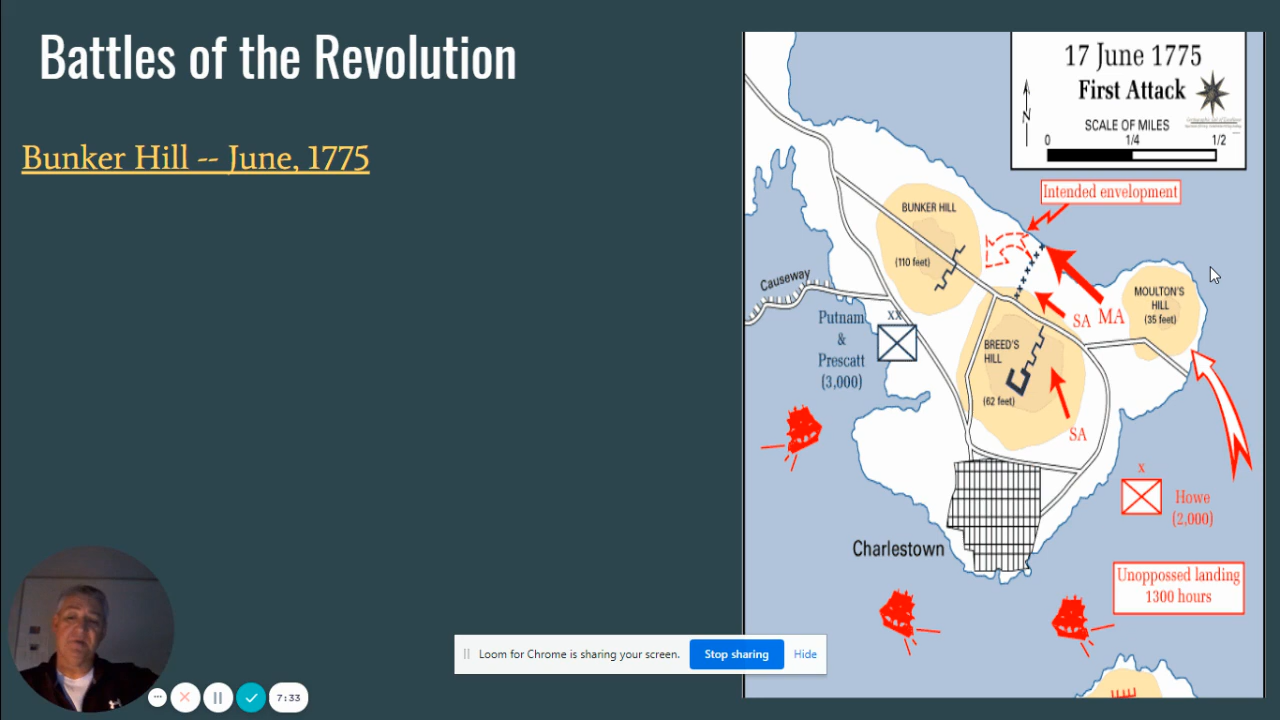 Battles of the Revolution
Bunker Hill -- June, 1775
17 June 1775
First Attack
N
SCALE OF MILES
0 1/4 1/2
Intended envelopment
BUNKER HILL
(110 feet)
Causeway
MOULTON'S
HILL
(35 feet)
SA MA
Putnam
&
Prescatt
(3,000)
XX
BREED'S
HILL
(62 feet)
SA
x
Howe
(2,000)
Charlestown
Unopposed landing
1300 hours
Loom for Chrome is sharing your screen. Stop sharing Hide
7:33